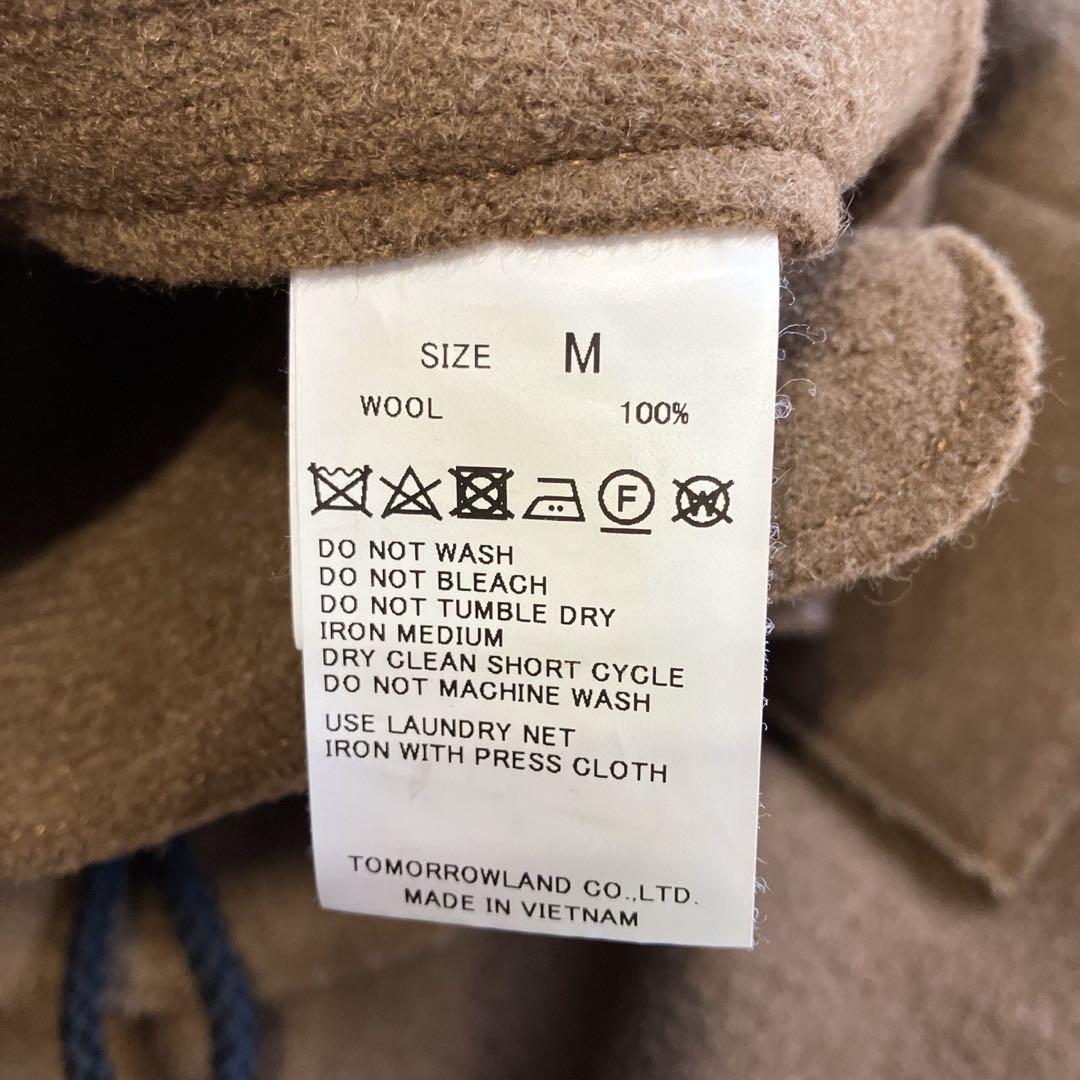 SIZE M
WOOL 100%
F W
DO NOT WASH
DO NOT BLEACH
DO NOT TUMBLE DRY
IRON MEDIUM
DRY CLEAN SHORT CYCLE
DO NOT MACHINE WASH
USE LAUNDRY NET
IRON WITH PRESS CLOTH
TOMORROWLAND CO.,LTD.
MADE IN VIETNAM